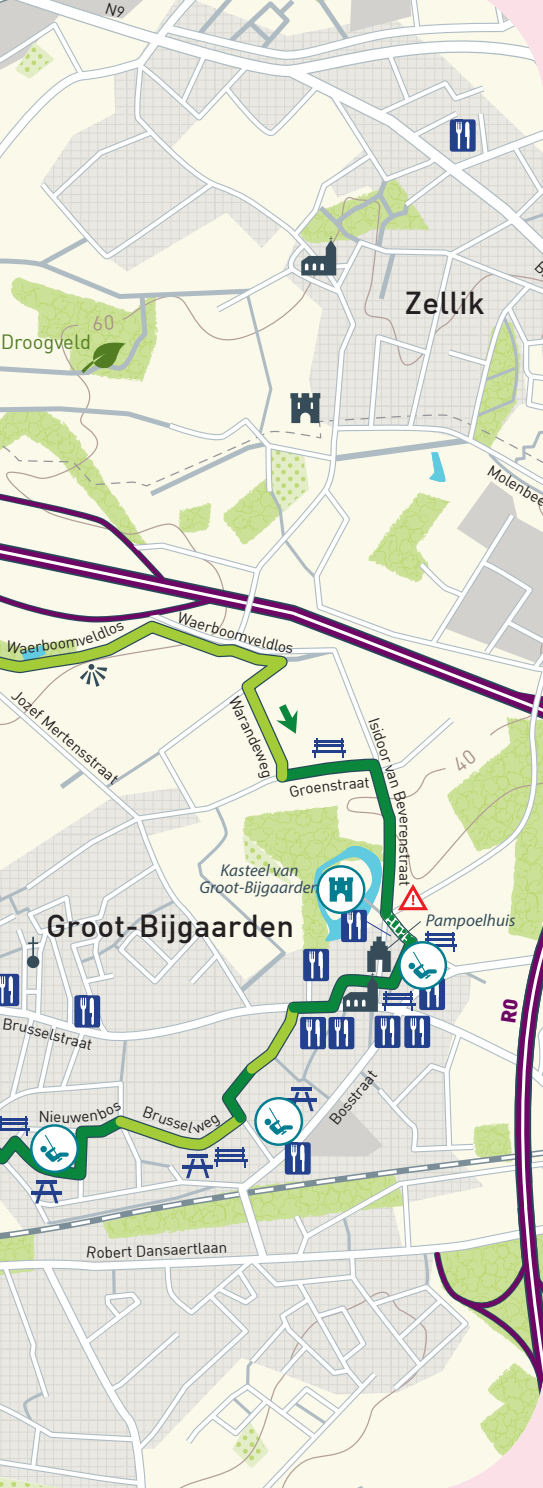 N9
Zellik
60
Droogveld
Waerboomveldlos
Waerboomveldlos
Jozef Mertensstraat
Warandeweg
Groenstraat
Isidoor van Beverenstraat
40
Kasteel van
Groot-Bijgaarden
Pampoelhuis
Groot-Bijgaarden
R0
Brusselstraat
Nieuwenbos
Brusselweg
Bosstraat
Robert Dansaertlaan